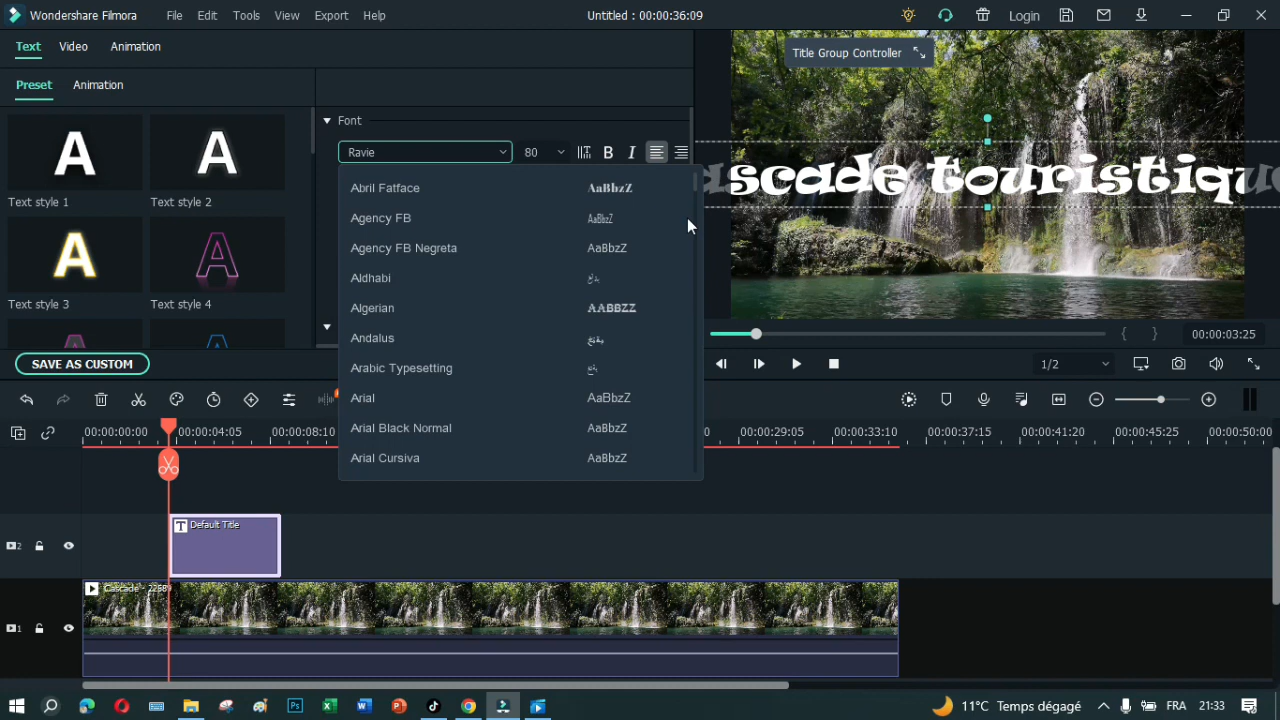 Wondershare Filmora File Edit Tools View Export Help Untitled : 00:00:36:09 Login
Text Video Animation
Title Group Controller
Preset Animation
Font
Ravie 80 B I
Text style 1 Text style 2
Text style 3 Text style 4
Abril Fatface AaBbzZ
Agency FB AaBbzZ
Agency FB Negreta AaBbzZ
Aldhabi
Algerian AABBZZ
Andalus
Arabic Typesetting
Arial AaBbzZ
Arial Black Normal AaBbzZ
Arial Cursiva AaBbzZ
ascade touristiqu
{ } 00:00:03:25
SAVE AS CUSTOM
1/2
00:00:00:00 00:00:04:05 00:00:08:10 00:00:29:05 00:00:33:10 00:00:37:15 00:00:41:20 00:00:45:25 00:00:50:00
T Default Title
2
Cascade - 22589
1
11°C Temps dégagé FRA 21:33